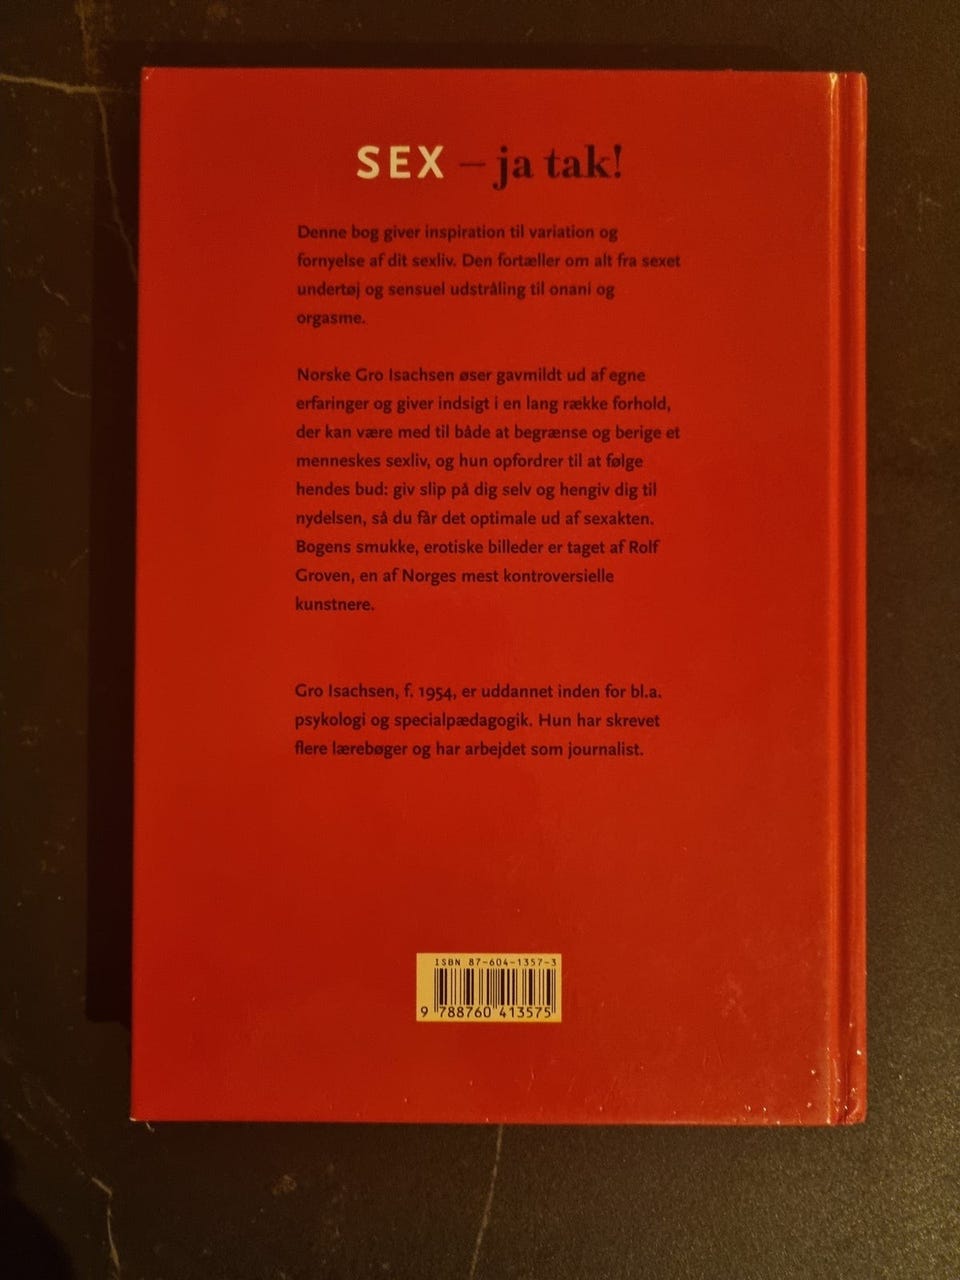 SEX – ja tak!
Denne bog giver inspiration til variation og
fornyelse af dit sexliv. Den fortæller om alt fra sexet
undertøj og sensuel udstråling til onani og
orgasme.
Norske Gro Isachsen øser gavmildt ud af egne
erfaringer og giver indsigt i en lang række forhold,
der kan være med til både at begrænse og berige et
menneskes sexliv, og hun opfordrer til at følge
hendes bud: giv slip på dig selv og hengiv dig til
nydelsen, så du får det optimale ud af sexakten.
Bogens smukke, erotiske billeder er taget af Rolf
Groven, en af Norges mest kontroversielle
kunstnere.
Gro Isachsen, f. 1954, er uddannet inden for bl.a.
psykologi og specialpædagogik. Hun har skrevet
flere lærebøger og har arbejdet som journalist.
ISBN 87-604-1357-3
9 788760 413575